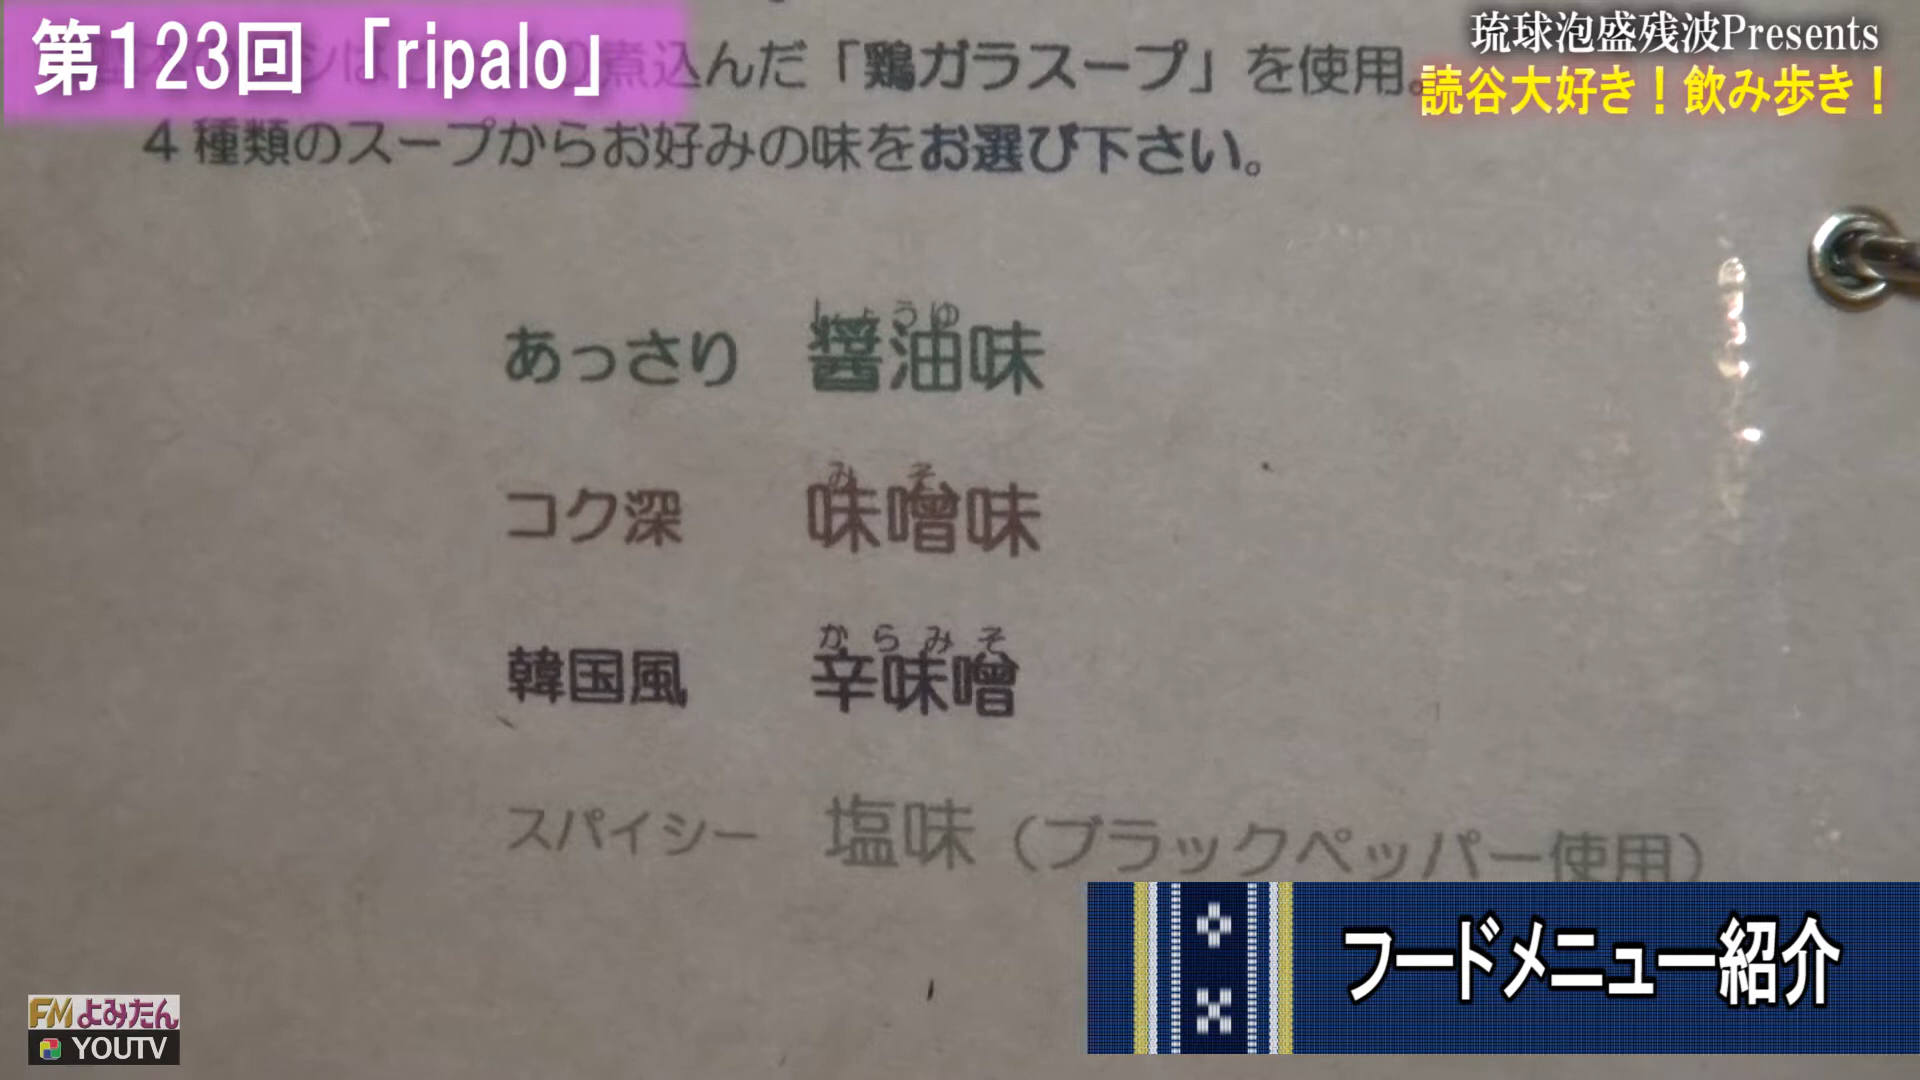 第123回「ripalo」
琉球泡盛残波Presents
読谷大好き！飲み歩き！
煮込んだ「鶏ガラスープ」を使用。
4種類のスープからお好みの味をお選び下さい。
しょうゆ
あっさり 醤油味
みそ
コク深 味噌味
からみそ
韓国風 辛味噌
スパイシー 塩味（ブラックペッパー使用）
フードメニュー紹介
FMよみたん
YOUTV